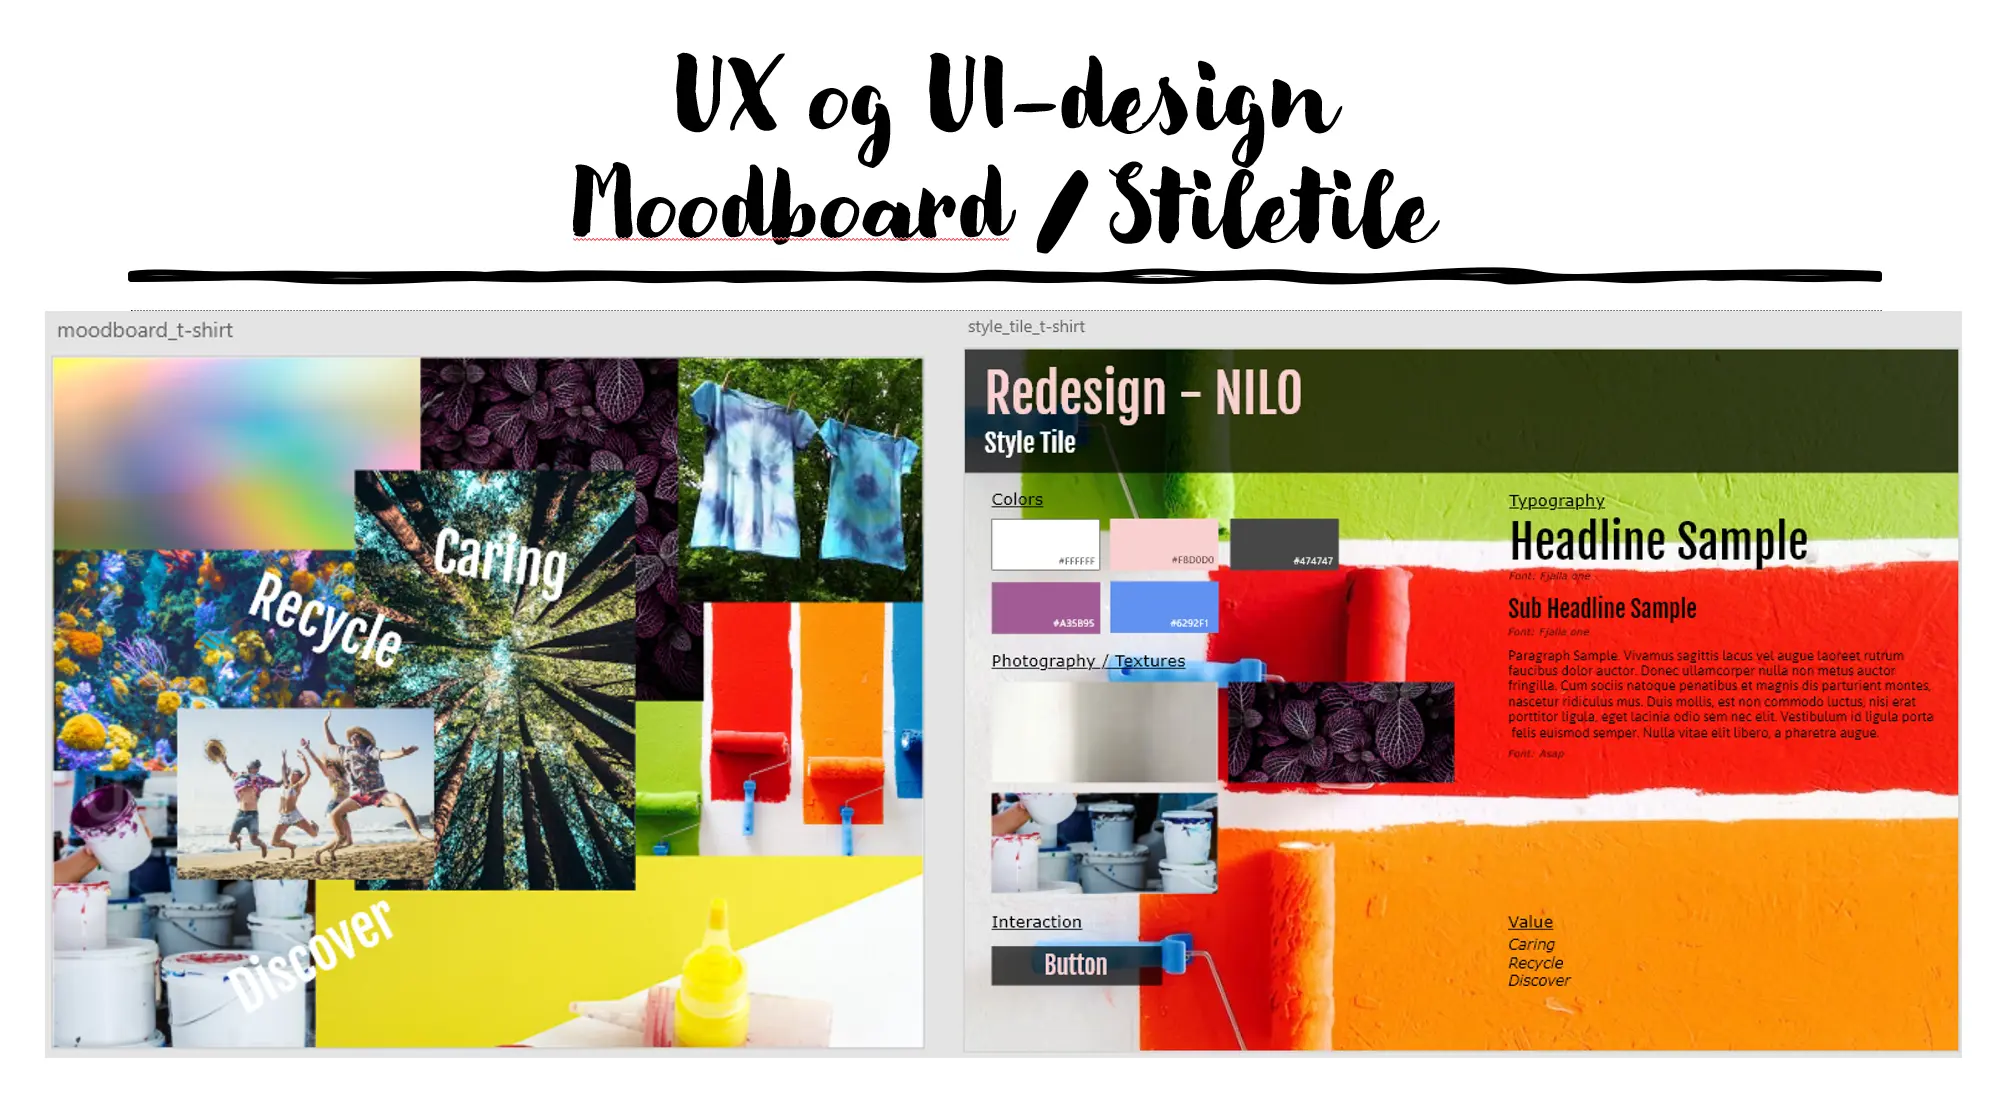 UX og UI-design
Moodboard / Stiletile
moodboard_t-shirt
Caring
Recycle
Discover
style_tile_t-shirt
Redesign - NILO
Style Tile
Colors
#FFFFFF
#FBD0D0
#474747
#A35B95
#6292F1
Photography / Textures
Interaction
Button
Typography
Headline Sample
Font: Fjalla one
Sub Headline Sample
Font: Fjalla one
Paragraph Sample. Vivamus sagittis lacus vel augue laoreet rutrum
faucibus dolor auctor. Donec ullamcorper nulla non metus auctor
fringilla. Cum sociis natoque penatibus et magnis dis parturient montes,
nascetur ridiculus mus. Duis mollis, est non commodo luctus, nisi erat
porttitor ligula, eget lacinia odio sem nec elit. Vestibulum id ligula porta
felis euismod semper. Nulla vitae elit libero, a pharetra augue.
Font: Asap
Value
Caring
Recycle
Discover